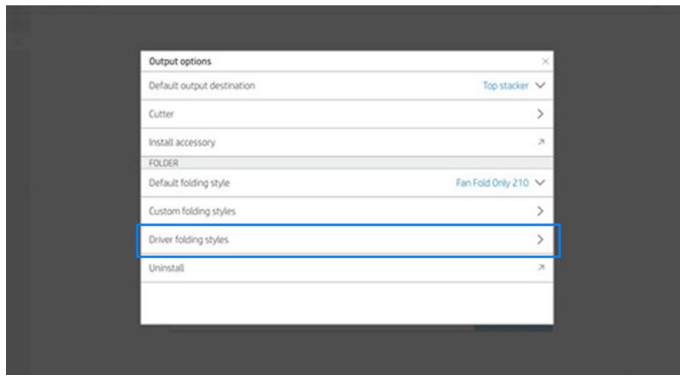 Output options
Default output destination Top stacker
Cutter
Install accessory
FOLDER
Default folding style Fan Fold Only 210
Custom folding styles
Driver folding styles
Uninstall